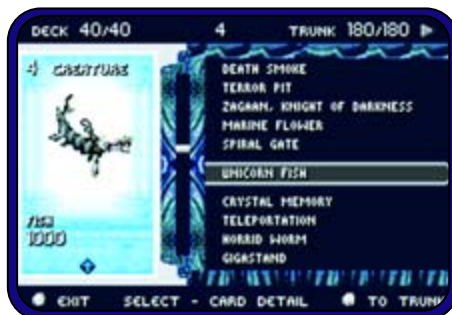 DECK 40/40 4 TRUNK 180/180
4 CREATURE
DEATH SMOKE
TERROR PIT
ZAGAAN, KNIGHT OF DARKNESS
MARINE FLOWER
SPIRAL GATE
UNICORN FISH
CRYSTAL MEMORY
TELEPORTATION
HORRID WORM
GIGASTAND
FISH
1000
EXIT SELECT - CARD DETAIL TO TRUNK